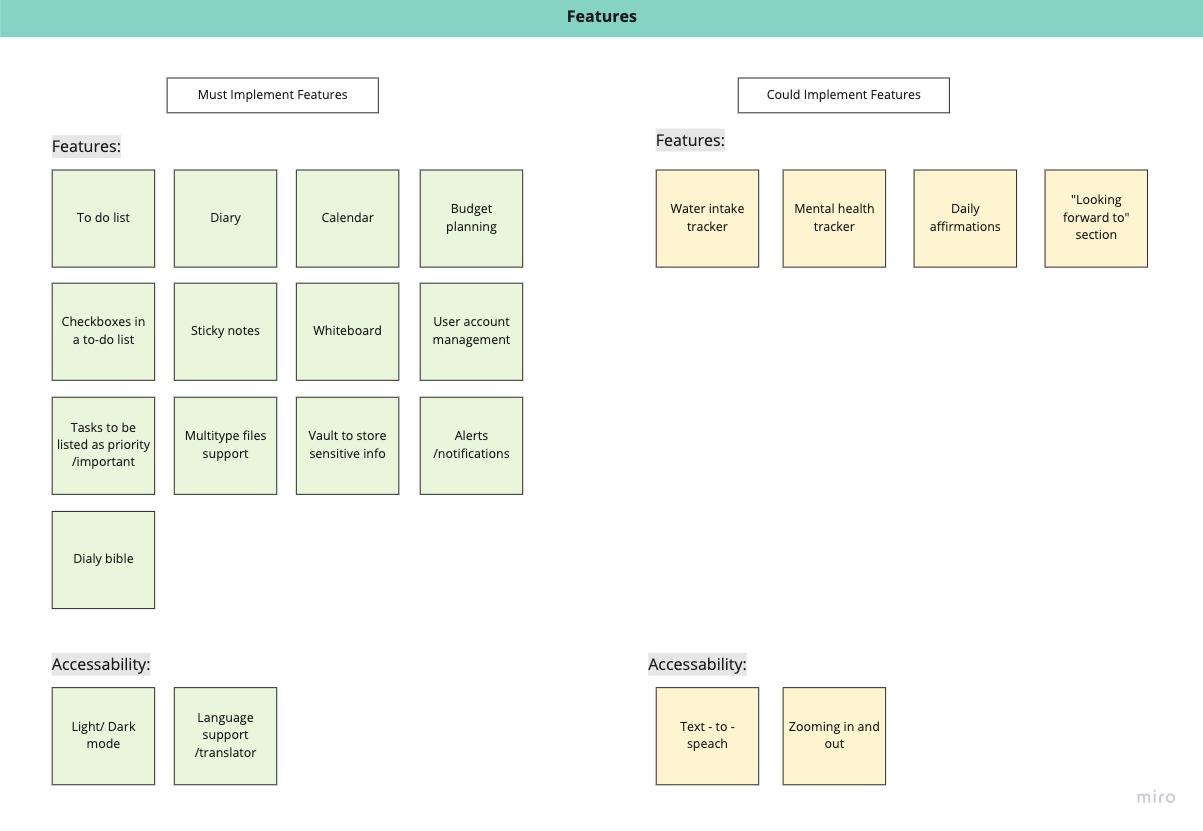 Features
Must Implement Features
Features:
To do list
Diary
Calendar
Budget
planning
Checkboxes in
a to-do list
Sticky notes
Whiteboard
User account
management
Tasks to be
listed as priority
/important
Multitype files
support
Vault to store
sensitive info
Alerts
/notifications
Dialy bible
Accessability:
Light/ Dark
mode
Language
support
/translator
Could Implement Features
Features:
Water intake
tracker
Mental health
tracker
Daily
affirmations
"Looking
forward to"
section
Accessability:
Text - to -
speach
Zooming in and
out
miro